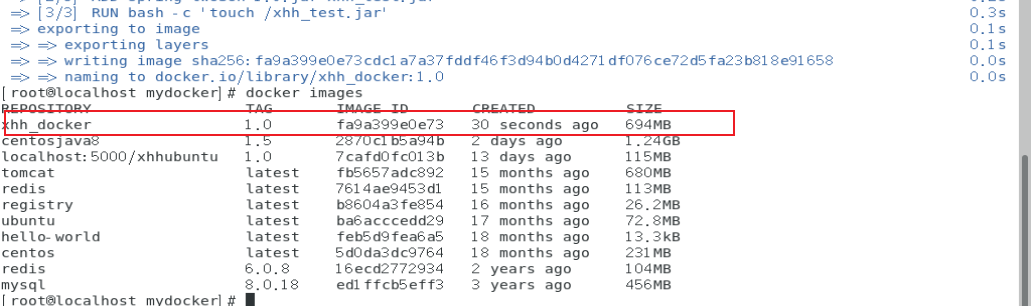 => [3/3] RUN bash -c 'touch /xhh_test.jar' 0.3s
=> exporting to image 0.1s
=> => exporting layers 0.1s
=> => writing image sha256:fa9a399e0e73cdc1a7a37fddf46f3d94b0d4271df076ce72d5fa23b818e91658 0.0s
=> => naming to docker.io/library/xhh_docker:1.0 0.0s
[root@localhost mydocker]# docker images
REPOSITORY TAG IMAGE ID CREATED SIZE
xhh_docker 1.0 fa9a399e0e73 30 seconds ago 694MB
centosjava8 1.5 2870c1b5a94b 2 days ago 1.24GB
localhost:5000/xhhubuntu 1.0 7cafd0fc013b 13 days ago 115MB
tomcat latest fb5657adc892 15 months ago 680MB
redis latest 7614ae9453d1 15 months ago 113MB
registry latest b8604a3fe854 16 months ago 26.2MB
ubuntu latest ba6acccedd29 17 months ago 72.8MB
hello-world latest feb5d9fea6a5 18 months ago 13.3kB
centos latest 5d0da3dc9764 18 months ago 231MB
redis 6.0.8 16ecd2772934 2 years ago 104MB
mysql 8.0.18 ed1ffcb5eff3 3 years ago 456MB
[root@localhost mydocker]#